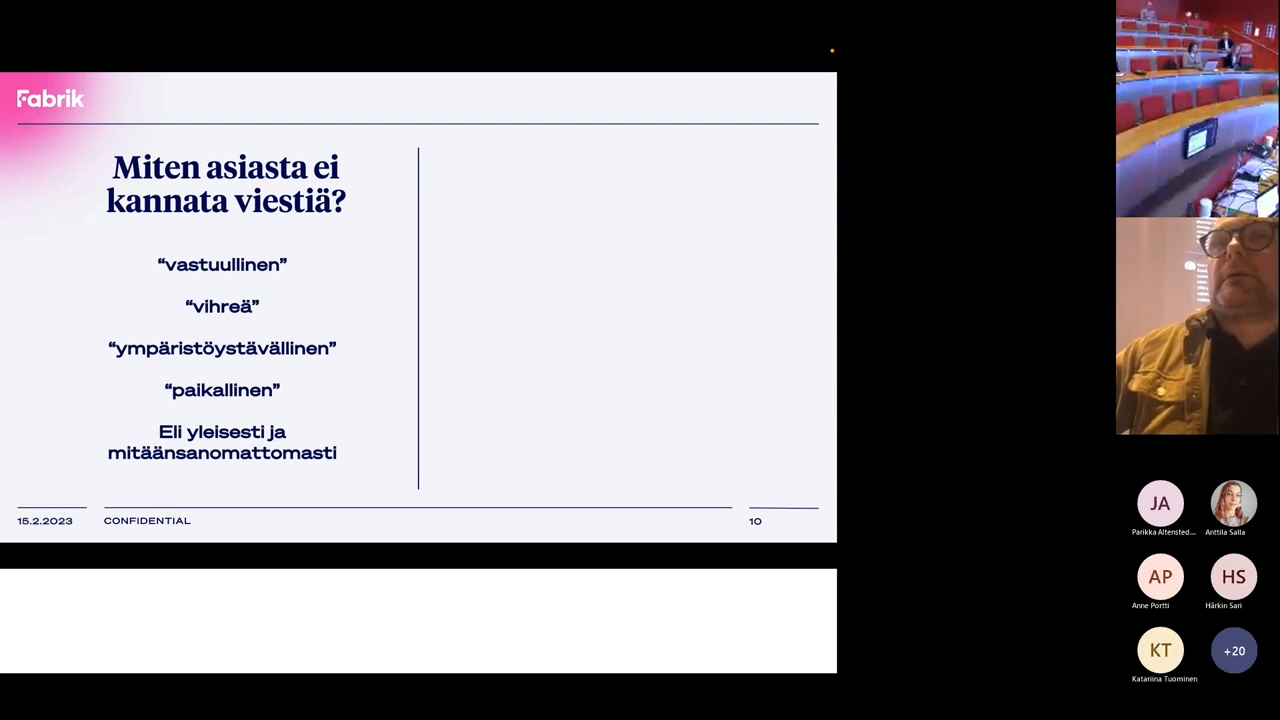 Fabrik
Miten asiasta ei
kannata viestiä?
“vastuullinen”
“vihreä”
“ympäristöystävällinen”
“paikallinen”
Eli yleisesti ja
mitäänsanomattomasti
15.2.2023
CONFIDENTIAL
10
JA
Parikka Altensted...
Anttila Salla
AP
Anne Portti
HS
Härkin Sari
KT
Katariina Tuominen
+20